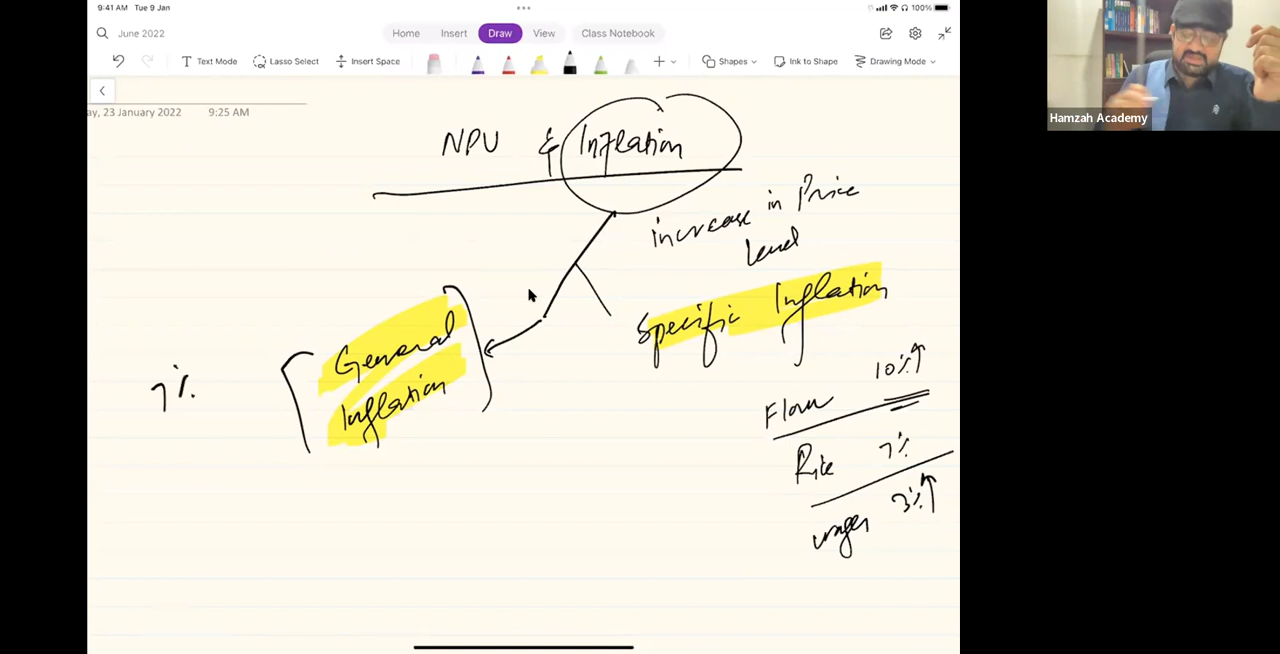 9:41 AM Tue 9 Jan
100%
June 2022
Home Insert Draw View Class Notebook
Text Mode Lasso Select Insert Space Shapes Ink to Shape Drawing Mode
ay, 23 January 2022 9:25 AM
NPV & Inflation
increase in Price
level
Specific Inflation
General
Inflation
7%
Flour 10%↑
Rice 7%
wages 3%↑
Hamzah Academy